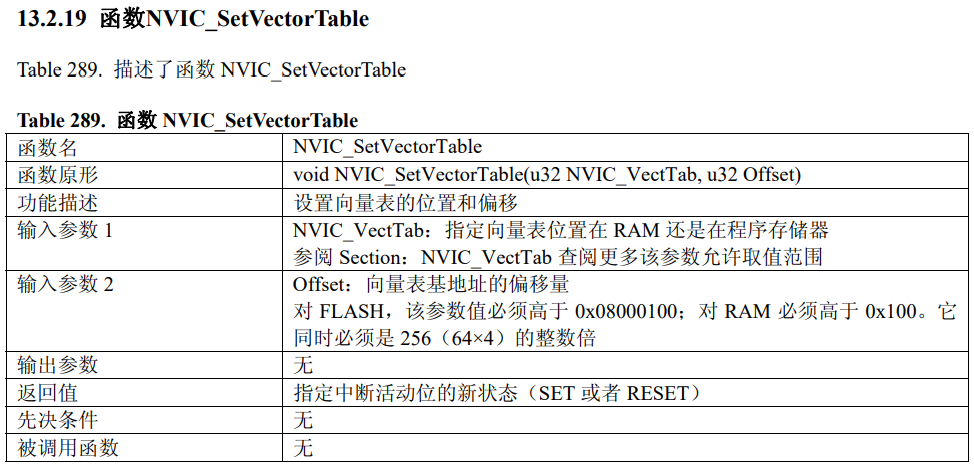 13.2.19 函数NVIC_SetVectorTable
Table 289. 描述了函数 NVIC_SetVectorTable
Table 289. 函数 NVIC_SetVectorTable
函数名 NVIC_SetVectorTable
函数原形 void NVIC_SetVectorTable(u32 NVIC_VectTab, u32 Offset)
功能描述 设置向量表的位置和偏移
输入参数 1 NVIC_VectTab：指定向量表位置在 RAM 还是在程序存储器
参阅 Section：NVIC_VectTab 查阅更多该参数允许取值范围
输入参数 2 Offset：向量表基地址的偏移量
对 FLASH，该参数值必须高于 0x08000100；对 RAM 必须高于 0x100。它
同时必须是 256（64×4）的整数倍
输出参数 无
返回值 指定中断活动位的新状态（SET 或者 RESET）
先决条件 无
被调用函数 无